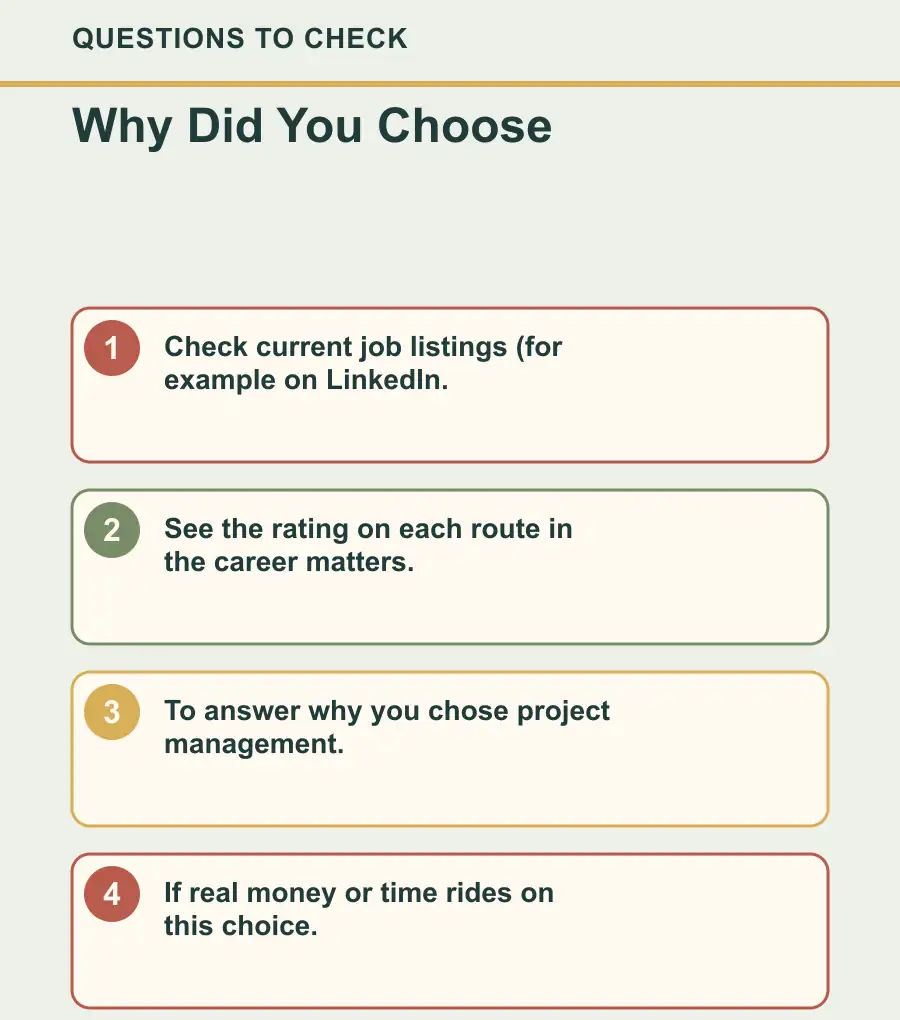 QUESTIONS TO CHECK
Why Did You Choose
1
Check current job listings (for
example on LinkedIn.
2
See the rating on each route in
the career matters.
3
To answer why you chose project
management.
4
If real money or time rides on
this choice.